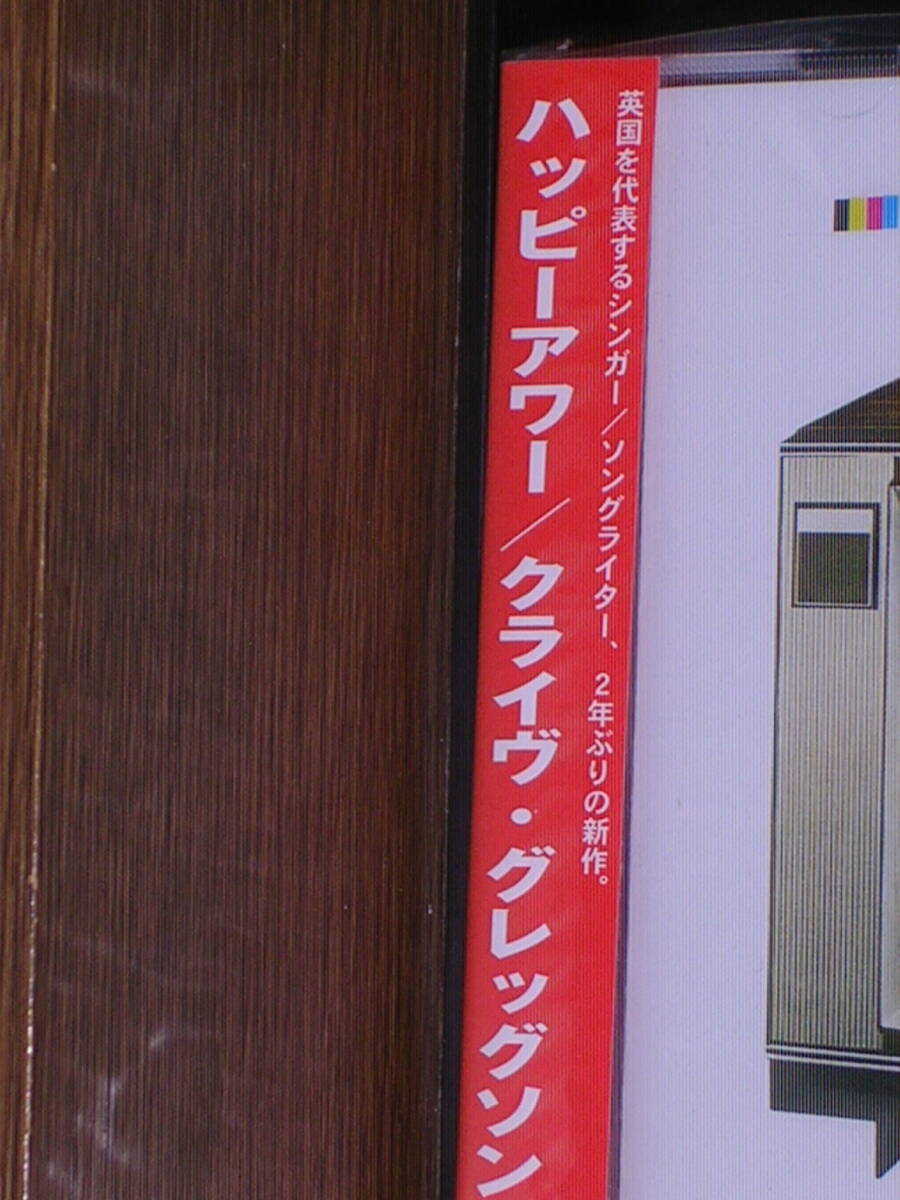 英国を代表するシンガー／ソングライター、2年ぶりの新作。
ハッピーアワー／クライヴ・グレッグソン